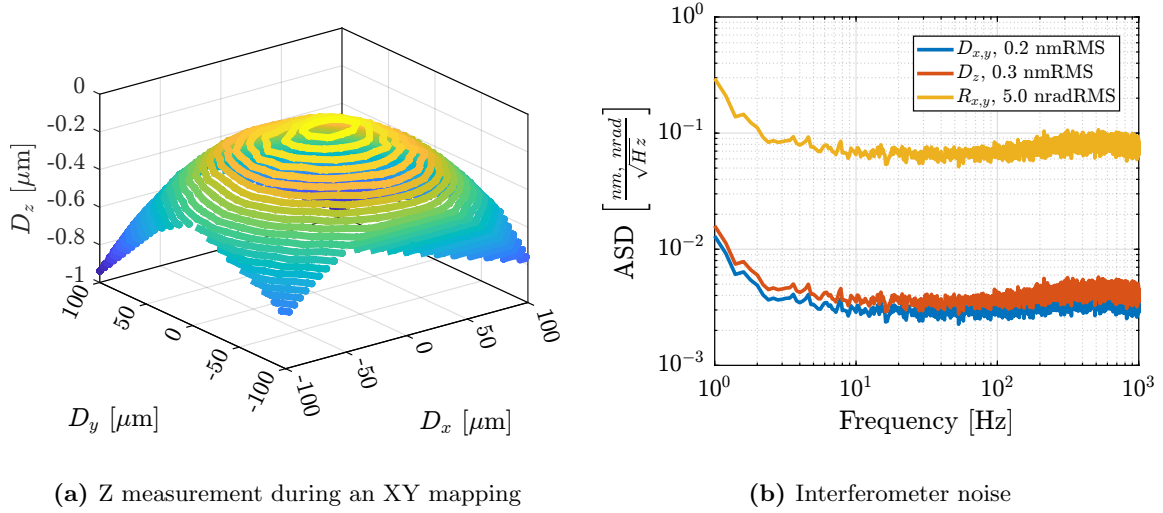 0
-0.2
-0.4
-0.6
-0.8
-1
D_z [μm]
100
50
0
-50
-100
D_y [μm]
-100
-50
0
50
100
D_x [μm]
(a) Z measurement during an XY mapping
10^0
10^{-1}
10^{-2}
10^{-3}
ASD [nm, nrad / √Hz]
D_{x,y}, 0.2 nmRMS
D_z, 0.3 nmRMS
R_{x,y}, 5.0 nradRMS
10^0 10^1 10^2 10^3
Frequency [Hz]
(b) Interferometer noise